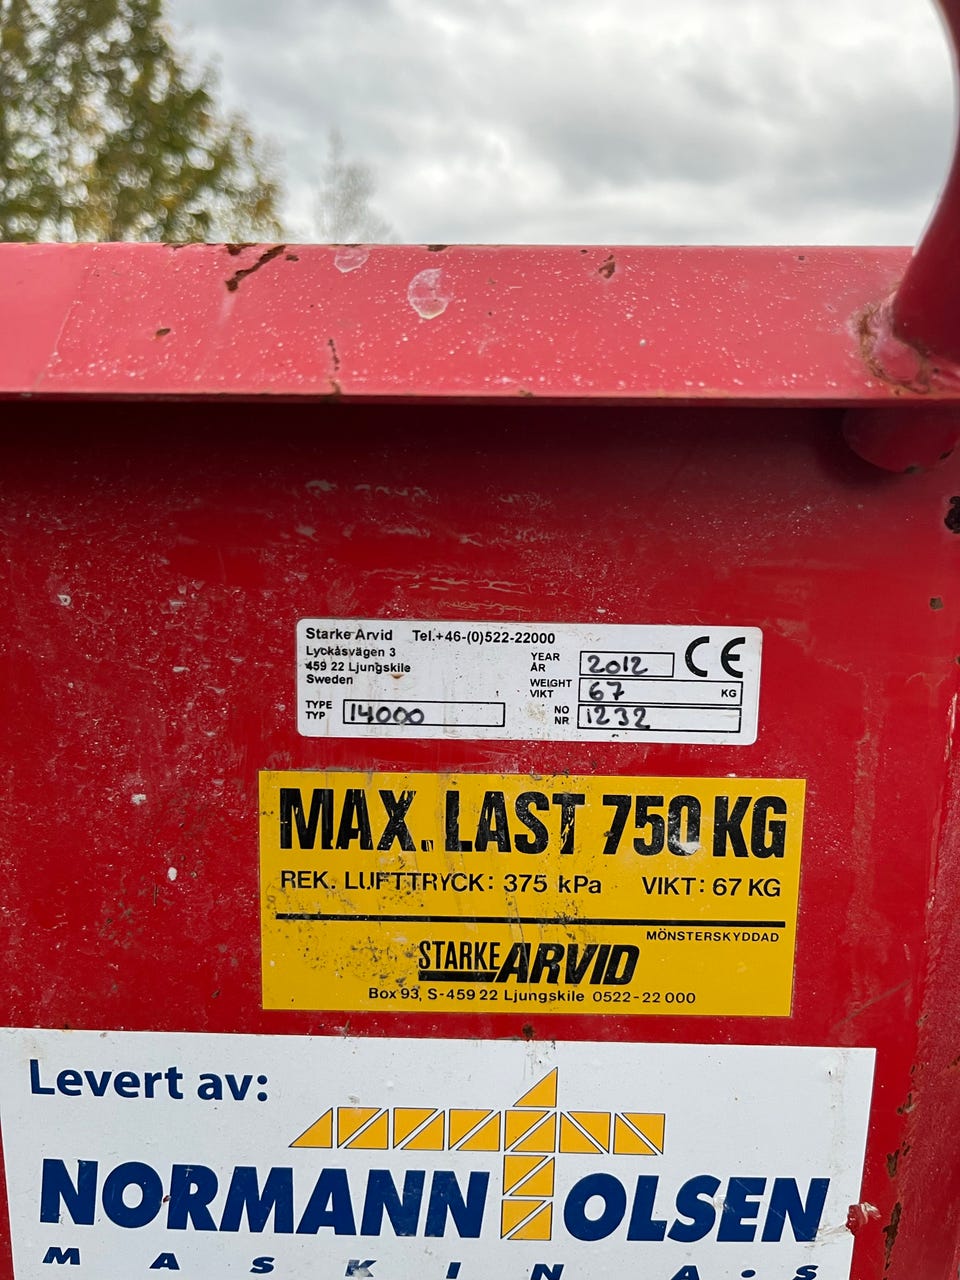 Starke Arvid Tel.+46-(0)522-22000
Lyckåsvägen 3
459 22 Ljungskile
Sweden
YEAR
ÅR
2012
CE
WEIGHT
VIKT
67
KG
TYPE
TYP
14000
NO
NR
1232
MAX. LAST 750 KG
REK. LUFTTRYCK: 375 kPa VIKT: 67 KG
MÖNSTERSKYDDAD
STARKE ARVID
Box 93, S-459 22 Ljungskile 0522-22 000
Levert av:
NORMANN OLSEN
MASKIN A·S